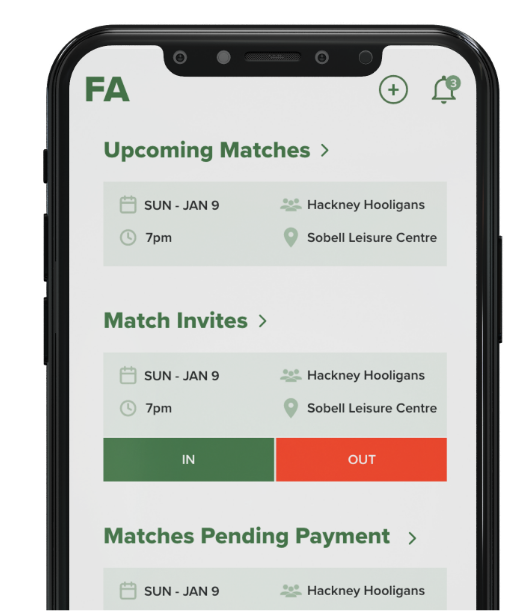 FA
3
Upcoming Matches >
SUN - JAN 9 Hackney Hooligans
7pm Sobell Leisure Centre
Match Invites >
SUN - JAN 9 Hackney Hooligans
7pm Sobell Leisure Centre
IN OUT
Matches Pending Payment >
SUN - JAN 9 Hackney Hooligans